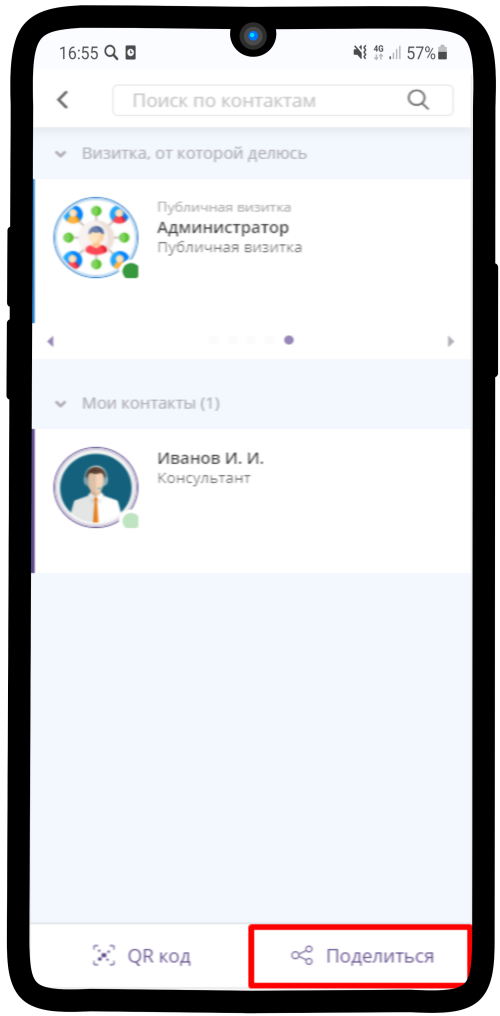 16:55
4G
57%
Поиск по контактам
Визитка, от которой делюсь
Публичная визитка
Администратор
Публичная визитка
Мои контакты (1)
Иванов И. И.
Консультант
QR код
Поделиться